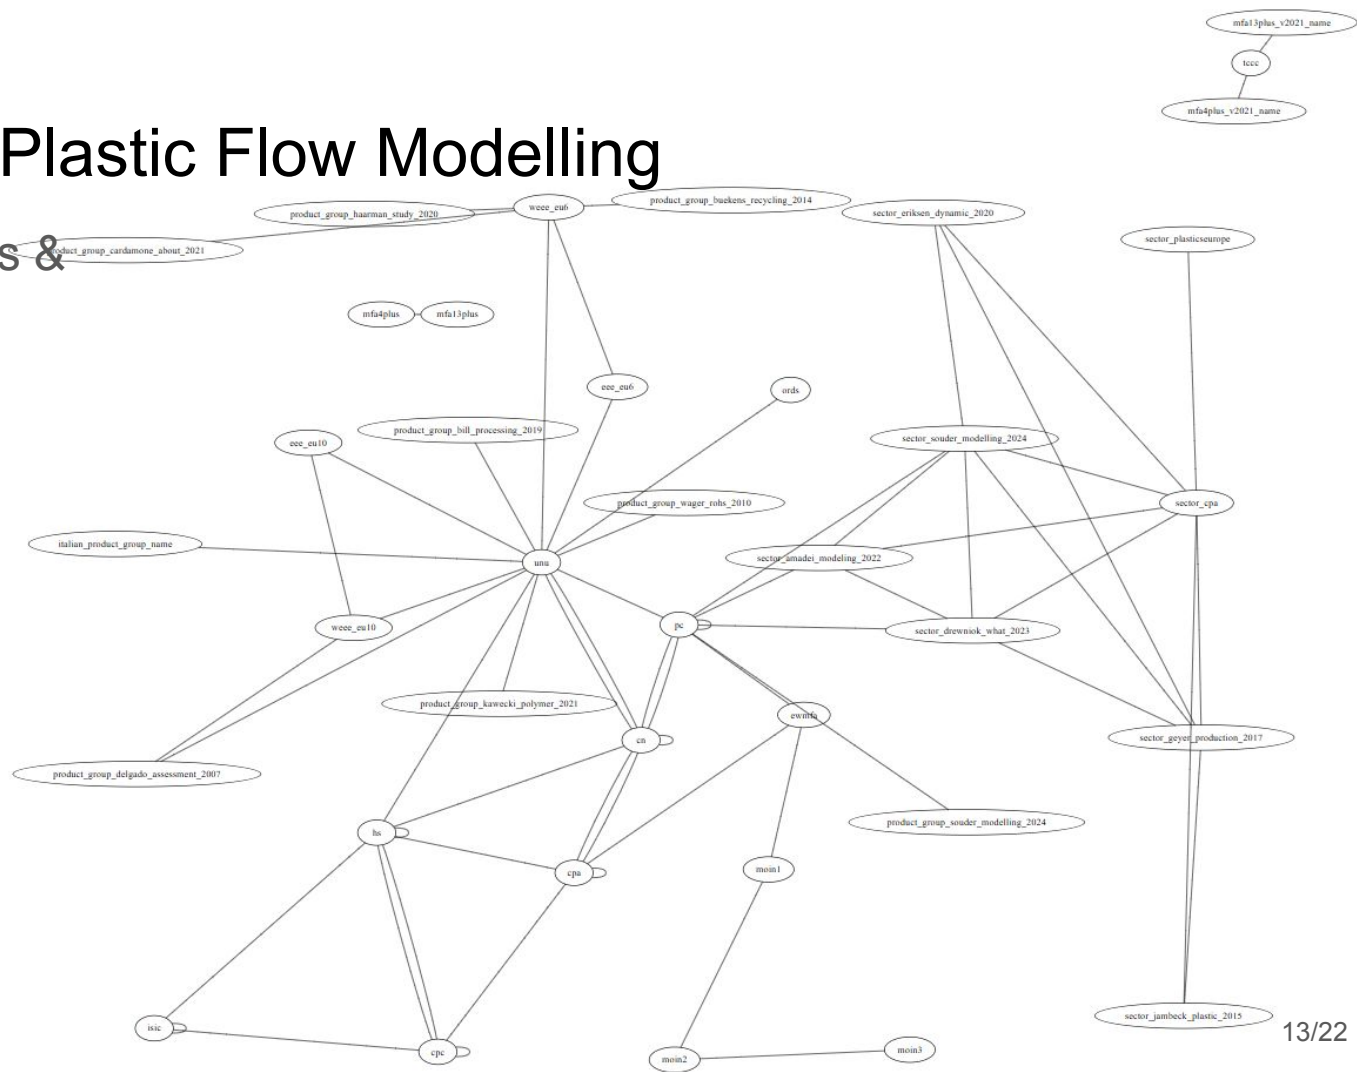 mfa13plus_v2021_name
tccc
mfa4plus_v2021_name
Plastic Flow Modelling
product_group_haarman_study_2020
weee_eu6
product_group_buekens_recycling_2014
sector_eriksen_dynamic_2020
s &
product_group_cardamone_about_2021
sector_plasticseurope
mfa4plus
mfa13plus
eee_eu6
ords
eee_eu10
product_group_bill_processing_2019
sector_souder_modelling_2024
product_group_wager_rohs_2010
sector_cpa
italian_product_group_name
unu
sector_amadei_modeling_2022
weee_eu10
pc
sector_drewniok_what_2023
product_group_kawecki_polymer_2021
ewmfa
cn
sector_geyer_production_2017
product_group_delgado_assessment_2007
hs
product_group_souder_modelling_2024
cpa
moin1
isic
sector_jambeck_plastic_2015
13/22
cpc
moin2
moin3